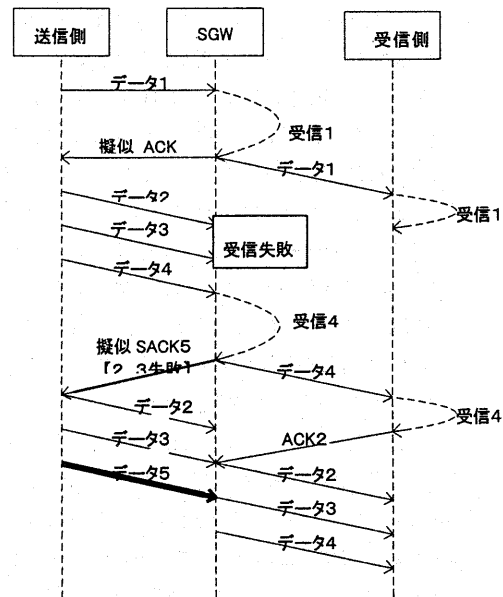 送信側
SGW
受信側
データ1
受信1
擬似 ACK
データ1
受信1
データ2
データ3
受信失敗
データ4
受信4
擬似 SACK5
【2 3失敗】
データ4
受信4
データ2
データ3
ACK2
データ5
データ2
データ3
データ4